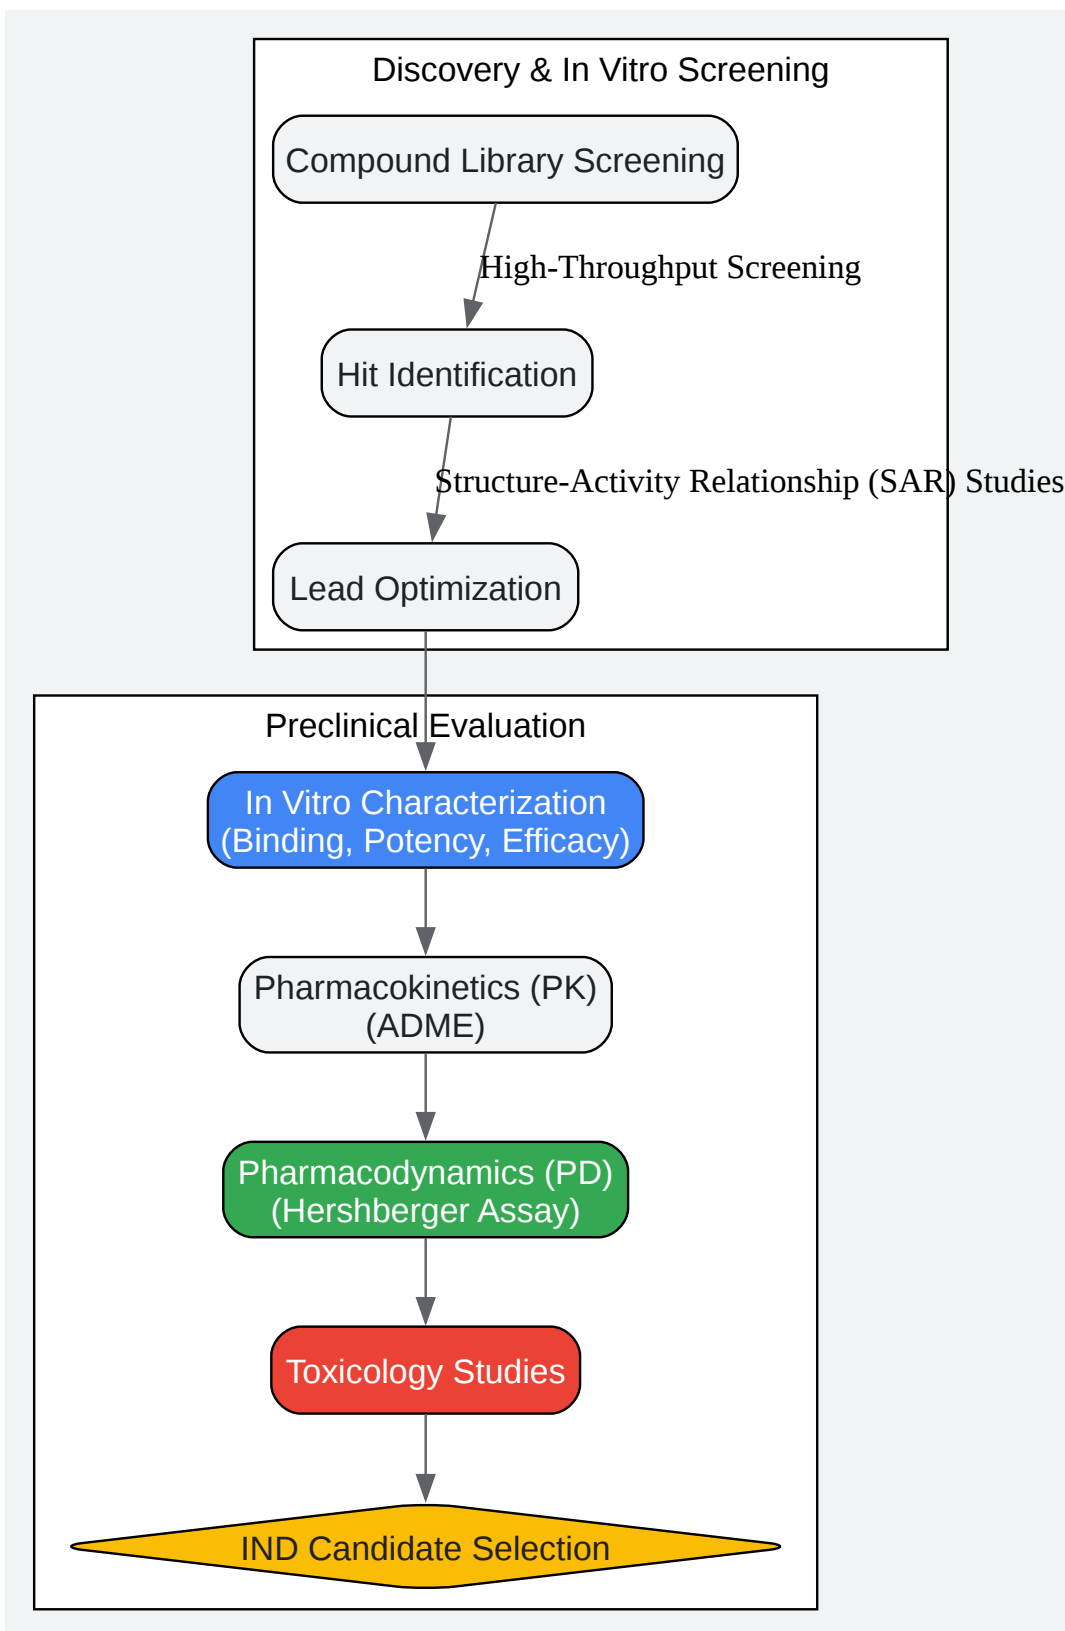 Discovery & In Vitro Screening
Compound Library Screening
High-Throughput Screening
Hit Identification
Structure-Activity Relationship (SAR) Studies
Lead Optimization
Preclinical Evaluation
In Vitro Characterization
(Binding, Potency, Efficacy)
Pharmacokinetics (PK)
(ADME)
Pharmacodynamics (PD)
(Hershberger Assay)
Toxicology Studies
IND Candidate Selection